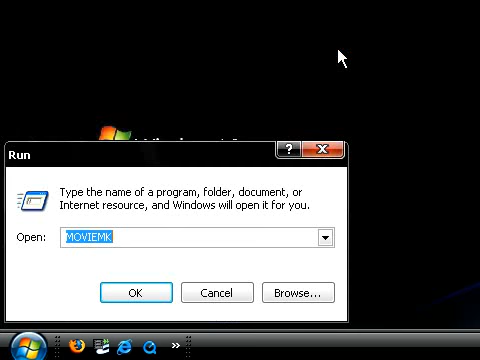 Run
?
X
Type the name of a program, folder, document, or
Internet resource, and Windows will open it for you.
Open:
MOVIEMK
OK
Cancel
Browse...
»